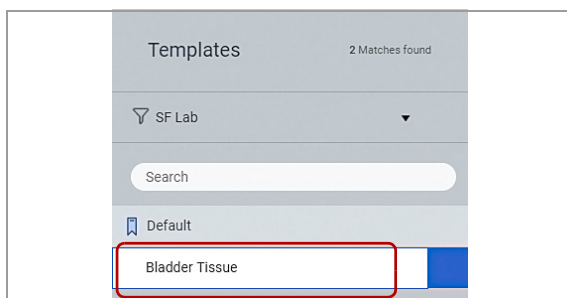 Templates
2 Matches found
SF Lab
Search
Default
Bladder Tissue